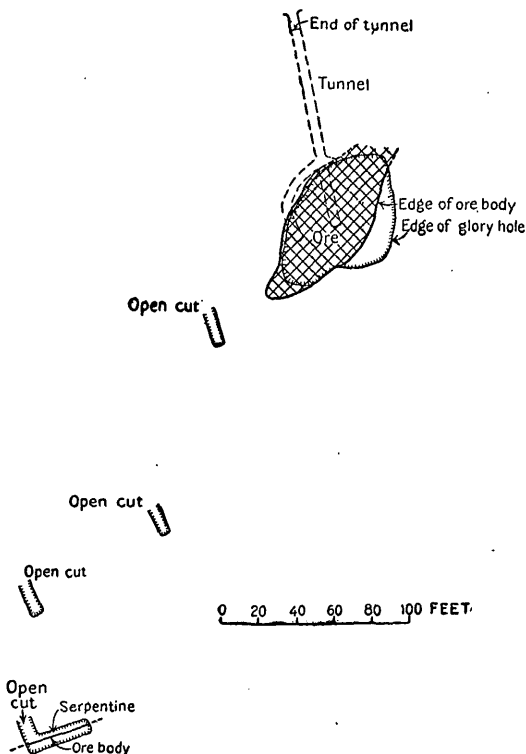 End of tunnel
Tunnel
Edge of ore body
Edge of glory hole
Ore
Open cut
Open cut
Open cut
0 20 40 60 80 100 FEET
Open
cut
Serpentine
Ore body